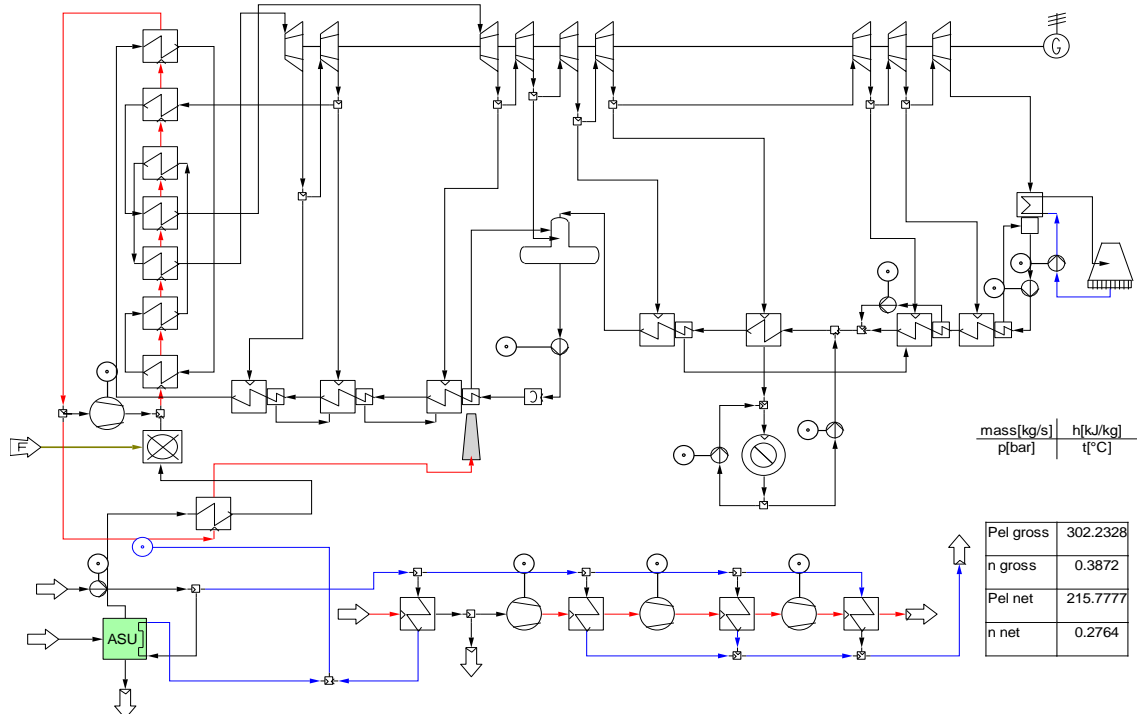 G
F
mass[kg/s] h[kJ/kg]
p[bar] t[°C]
Pel gross 302.2328
n gross 0.3872
Pel net 215.7777
n net 0.2764
ASU